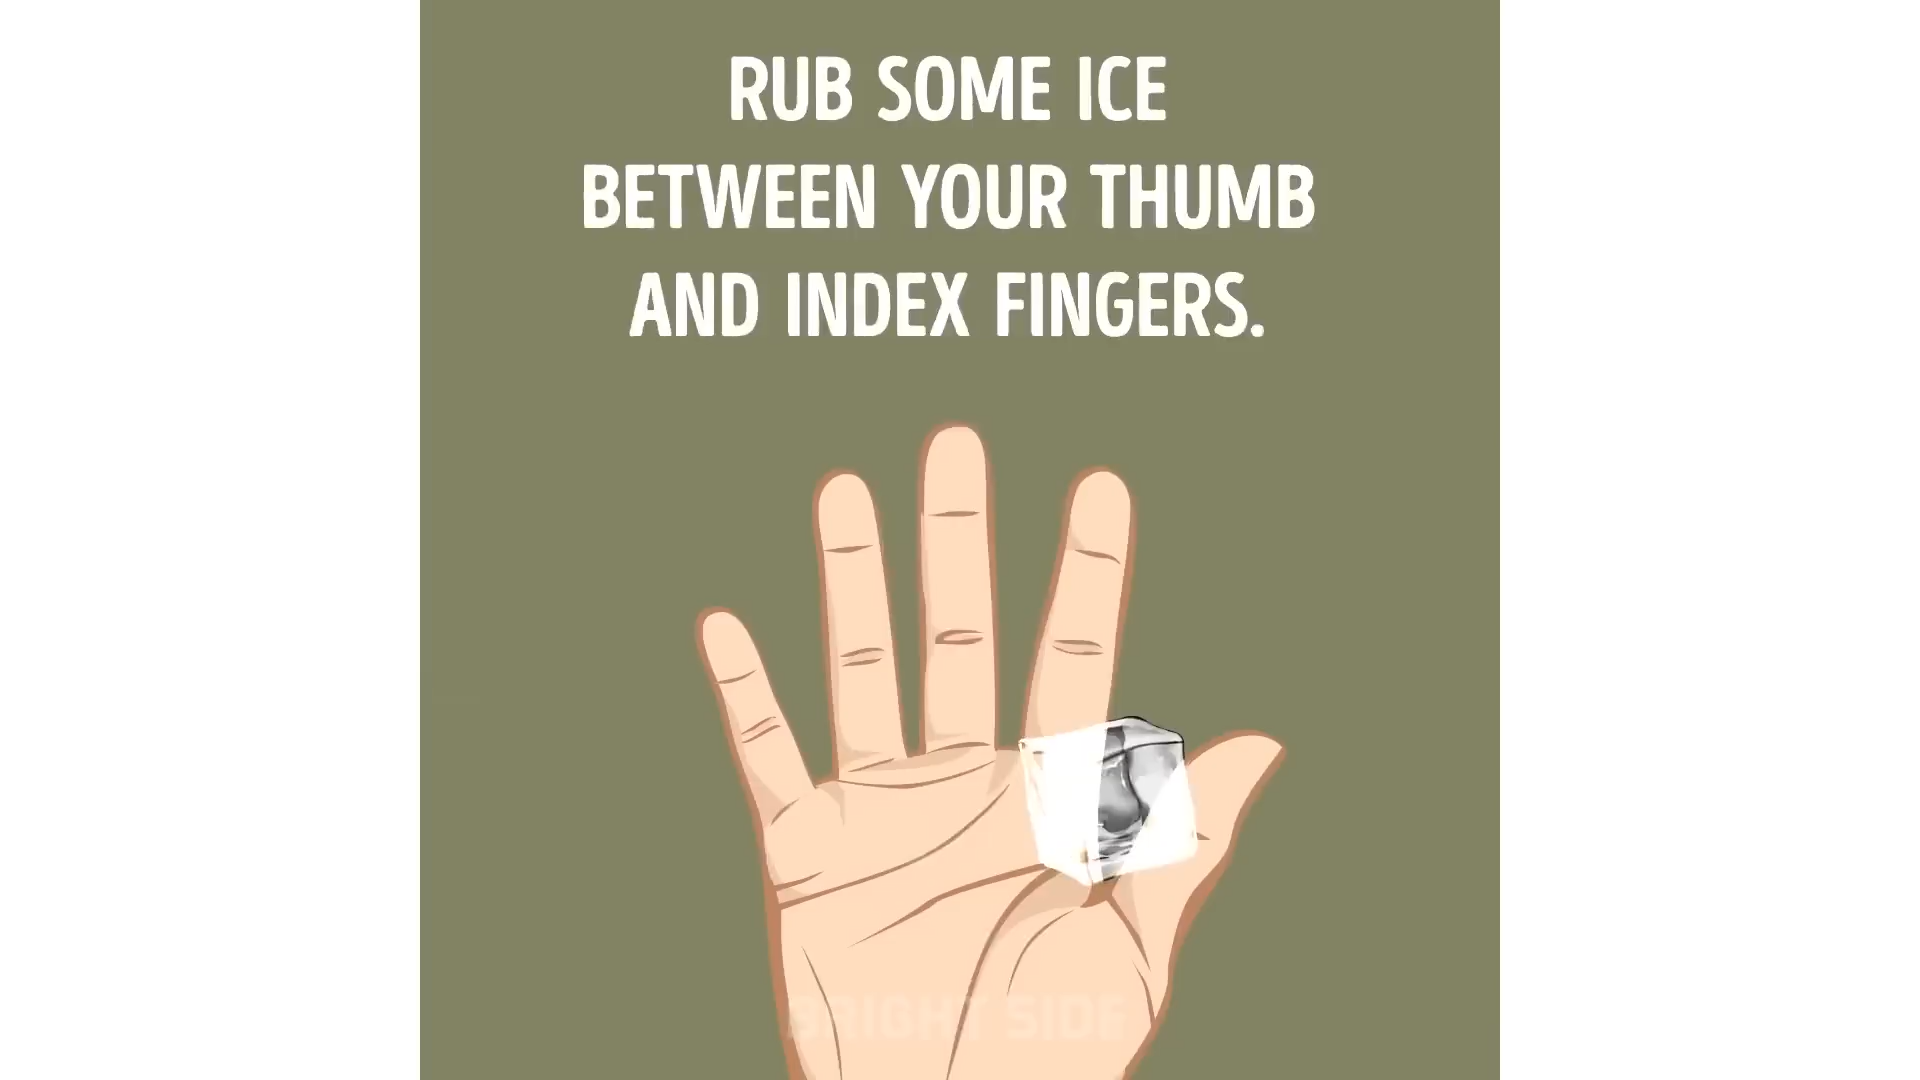 RUB SOME ICE
BETWEEN YOUR THUMB
AND INDEX FINGERS.
BRIGHT SIDE